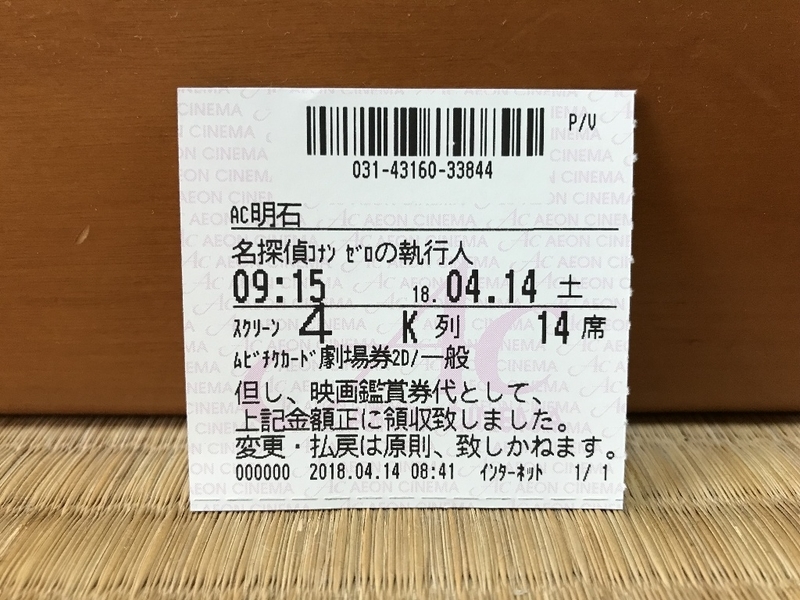 P/V
031-43160-33844
AC明石
名探偵ｺﾅﾝ ｾﾞﾛの執行人
09:15 18.04.14 土
ｽｸﾘｰﾝ 4 K 列 14 席
ﾑﾋﾞﾁｹｶｰﾄﾞ劇場券2D/一般
但し、映画鑑賞券代として、
上記金額正に領収致しました。
変更・払戻は原則、致しかねます。
000000 2018.04.14 08:41 ｲﾝﾀｰﾈｯﾄ 1/ 1
AC AEON CINEMA